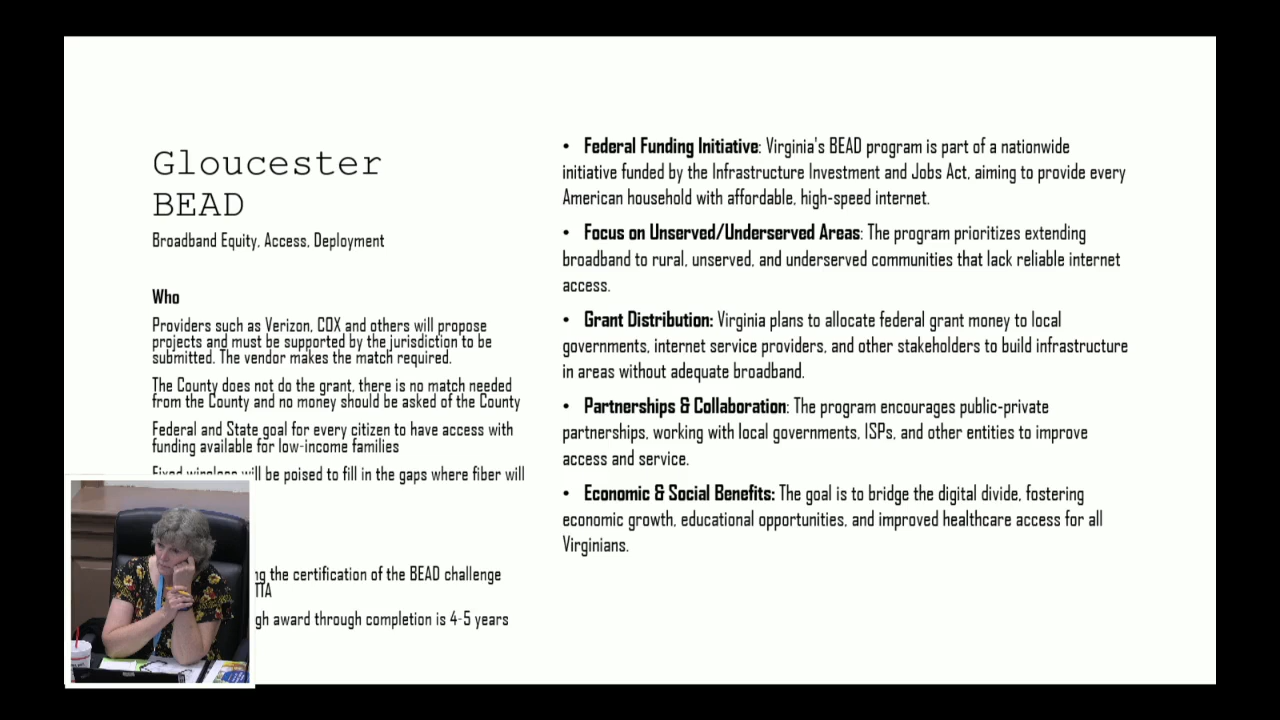 Gloucester
BEAD
Broadband Equity, Access, Deployment
Who
Providers such as Verizon, COX and others will propose
projects and must be supported by the jurisdiction to be
submitted. The vendor makes the match required.
The County does not do the grant, there is no match needed
from the County and no money should be asked of the County
Federal and State goal for every citizen to have access with
funding available for low-income families
Fixed wireless will be poised to fill in the gaps where fiber will
the certification of the BEAD challenge
award through completion is 4-5 years
• Federal Funding Initiative: Virginia's BEAD program is part of a nationwide
initiative funded by the Infrastructure Investment and Jobs Act, aiming to provide every
American household with affordable, high-speed internet.
• Focus on Unserved/Underserved Areas: The program prioritizes extending
broadband to rural, unserved, and underserved communities that lack reliable internet
access.
• Grant Distribution: Virginia plans to allocate federal grant money to local
governments, internet service providers, and other stakeholders to build infrastructure
in areas without adequate broadband.
• Partnerships & Collaboration: The program encourages public-private
partnerships, working with local governments, ISPs, and other entities to improve
access and service.
• Economic & Social Benefits: The goal is to bridge the digital divide, fostering
economic growth, educational opportunities, and improved healthcare access for all
Virginians.